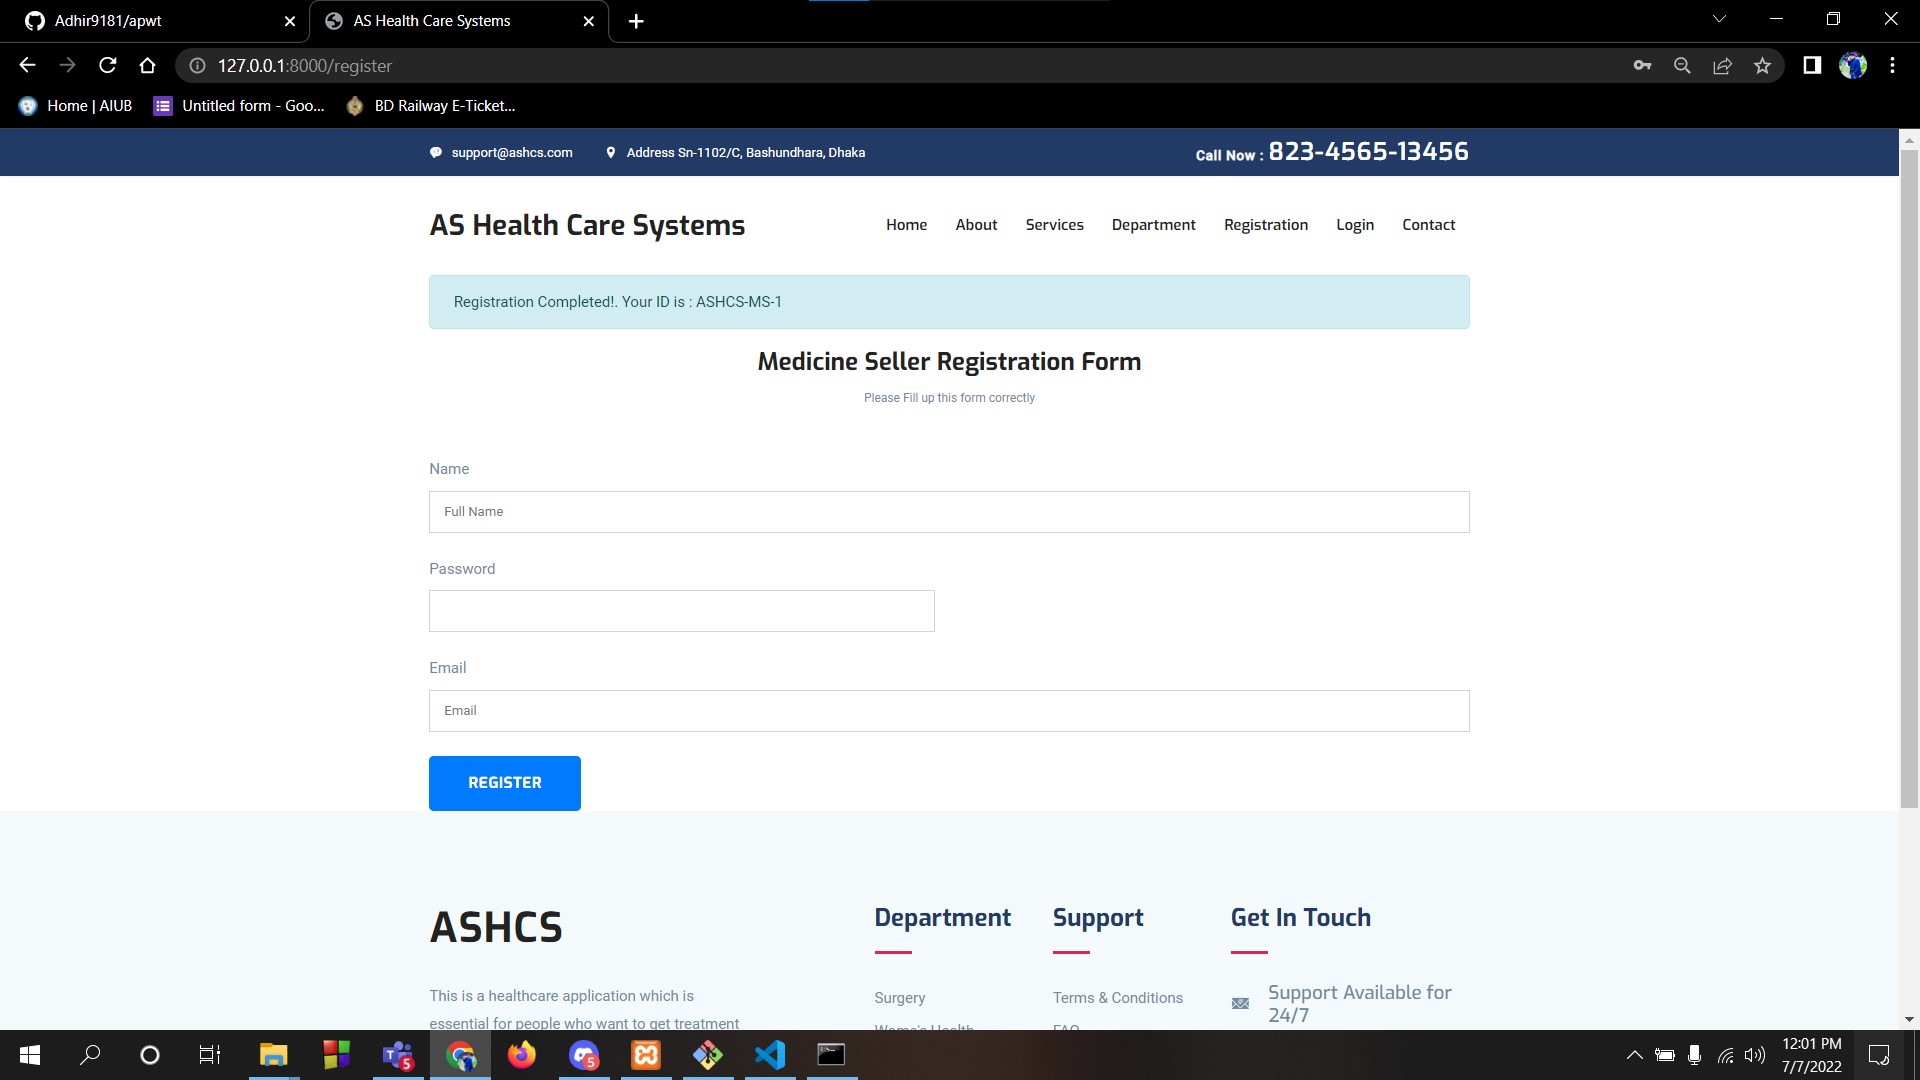 Adhir9181/apwt
AS Health Care Systems
127.0.0.1:8000/register
Home | AIUB
Untitled form - Goo...
BD Railway E-Ticket...
support@ashcs.com
Address Sn-1102/C, Bashundhara, Dhaka
Call Now : 823-4565-13456
AS Health Care Systems
Home
About
Services
Department
Registration
Login
Contact
Registration Completed!. Your ID is : ASHCS-MS-1
Medicine Seller Registration Form
Please Fill up this form correctly
Name
Full Name
Password
Email
Email
REGISTER
ASHCS
This is a healthcare application which is
essential for people who want to get treatment
Department
Surgery
Wome's Health
Support
Terms & Conditions
FAQ
Get In Touch
Support Available for
24/7
5
5
12:01 PM
7/7/2022